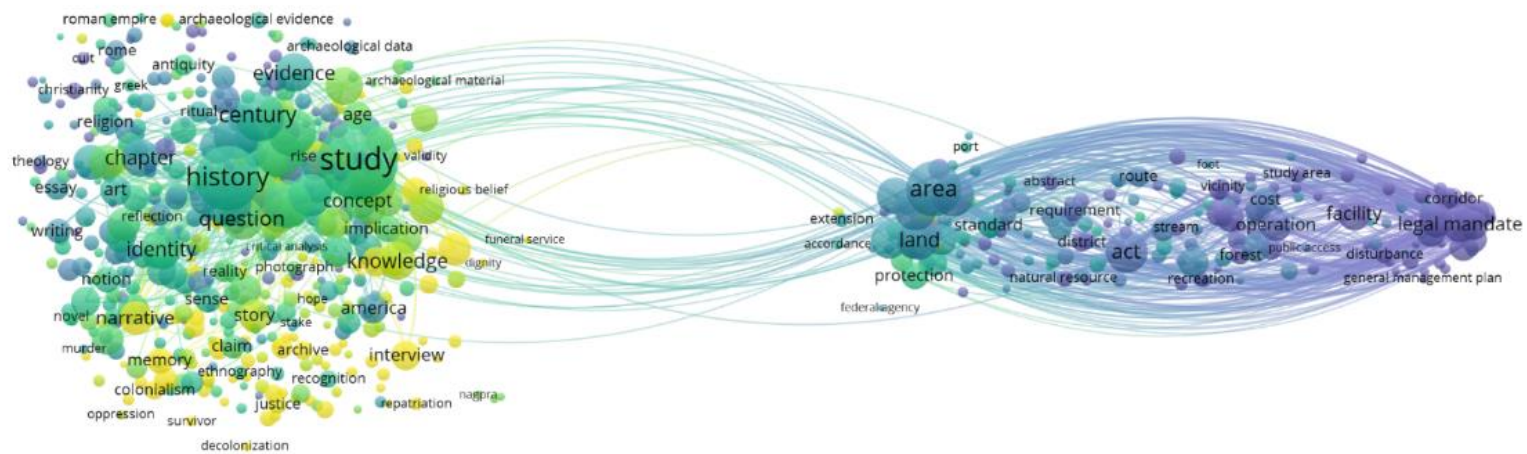 roman empire
archaeological evidence
rome
archaeological data
cult
antiquity
evidence
christianity
greek
archaeological material
ritual
century
age
religion
theology
chapter
rise
study
validity
essay
art
history
religious belief
reflection
concept
writing
question
implication
identity
critical analysis
funeral service
notion
reality
photograph
knowledge
dignity
sense
hope
novel
narrative
story
stake
america
murder
claim
archive
interview
memory
ethnography
recognition
colonialism
justice
repatriation
nagpra
oppression
survivor
decolonization
port
area
abstract
route
foot
vicinity
study area
corridor
extension
standard
requirement
cost
facility
legal mandate
accordance
land
district
stream
operation
act
forest
public access
disturbance
protection
natural resource
recreation
general management plan
federal agency